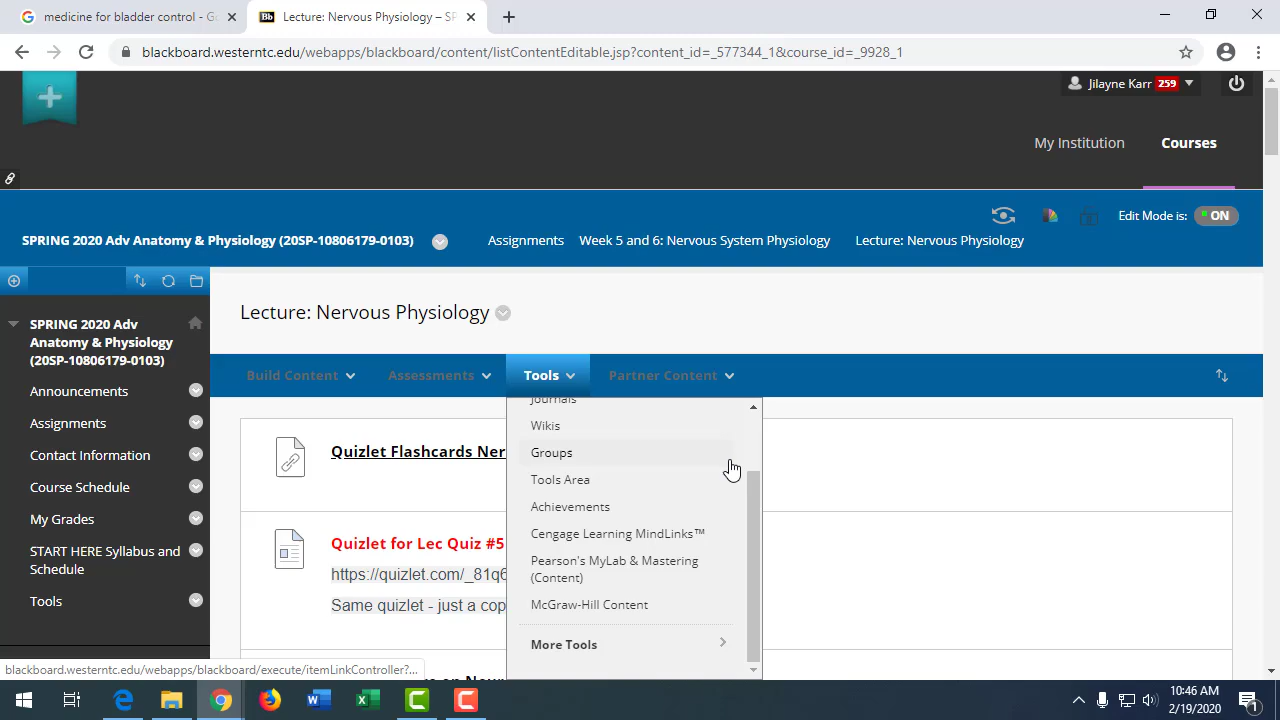 medicine for bladder control - G
Bb Lecture: Nervous Physiology – SP
blackboard.westerntc.edu/webapps/blackboard/content/listContentEditable.jsp?content_id=_577344_1&course_id=_9928_1
Jilayne Karr 259
My Institution
Courses
Edit Mode is: ON
SPRING 2020 Adv Anatomy & Physiology (20SP-10806179-0103)
Assignments
Week 5 and 6: Nervous System Physiology
Lecture: Nervous Physiology
SPRING 2020 Adv
Anatomy & Physiology
(20SP-10806179-0103)
Announcements
Assignments
Contact Information
Course Schedule
My Grades
START HERE Syllabus and
Schedule
Tools
Lecture: Nervous Physiology
Build Content
Assessments
Tools
Partner Content
Journals
Wikis
Groups
Tools Area
Achievements
Cengage Learning MindLinks™
Pearson's MyLab & Mastering
(Content)
McGraw-Hill Content
More Tools
Quizlet Flashcards Ner
Quizlet for Lec Quiz #5
https://quizlet.com/_81q6
Same quizlet - just a cop
blackboard.westerntc.edu/webapps/blackboard/execute/itemLinkController?...
10:46 AM
2/19/2020
1